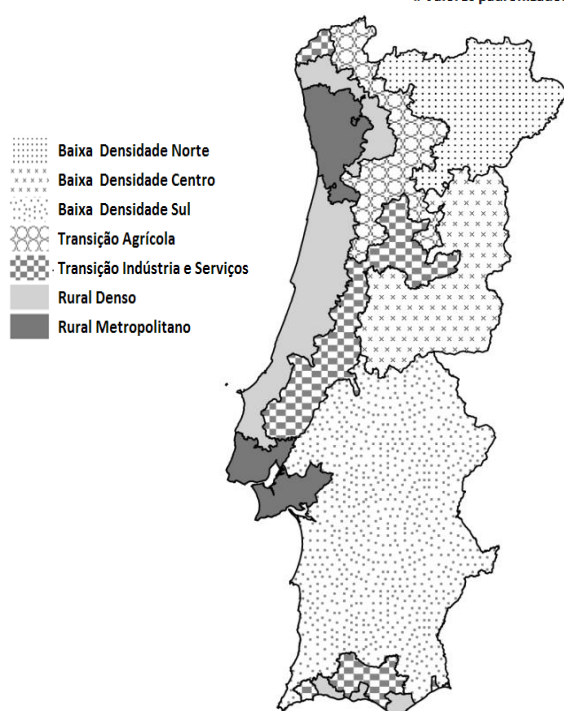 Baixa Densidade Norte
Baixa Densidade Centro
Baixa Densidade Sul
Transição Agrícola
Transição Indústria e Serviços
Rural Denso
Rural Metropolitano